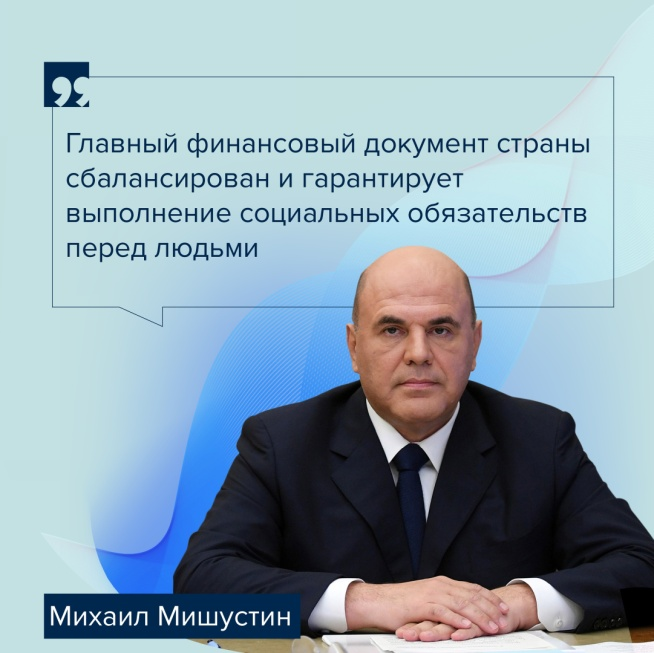 Главный финансовый документ страны
сбалансирован и гарантирует
выполнение социальных обязательств
перед людьми
Михаил Мишустин